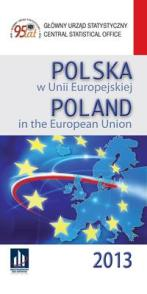 95 lat
GŁÓWNY URZĄD STATYSTYCZNY
CENTRAL STATISTICAL OFFICE
POLSKA
w Unii Europejskiej
POLAND
in the European Union
2013